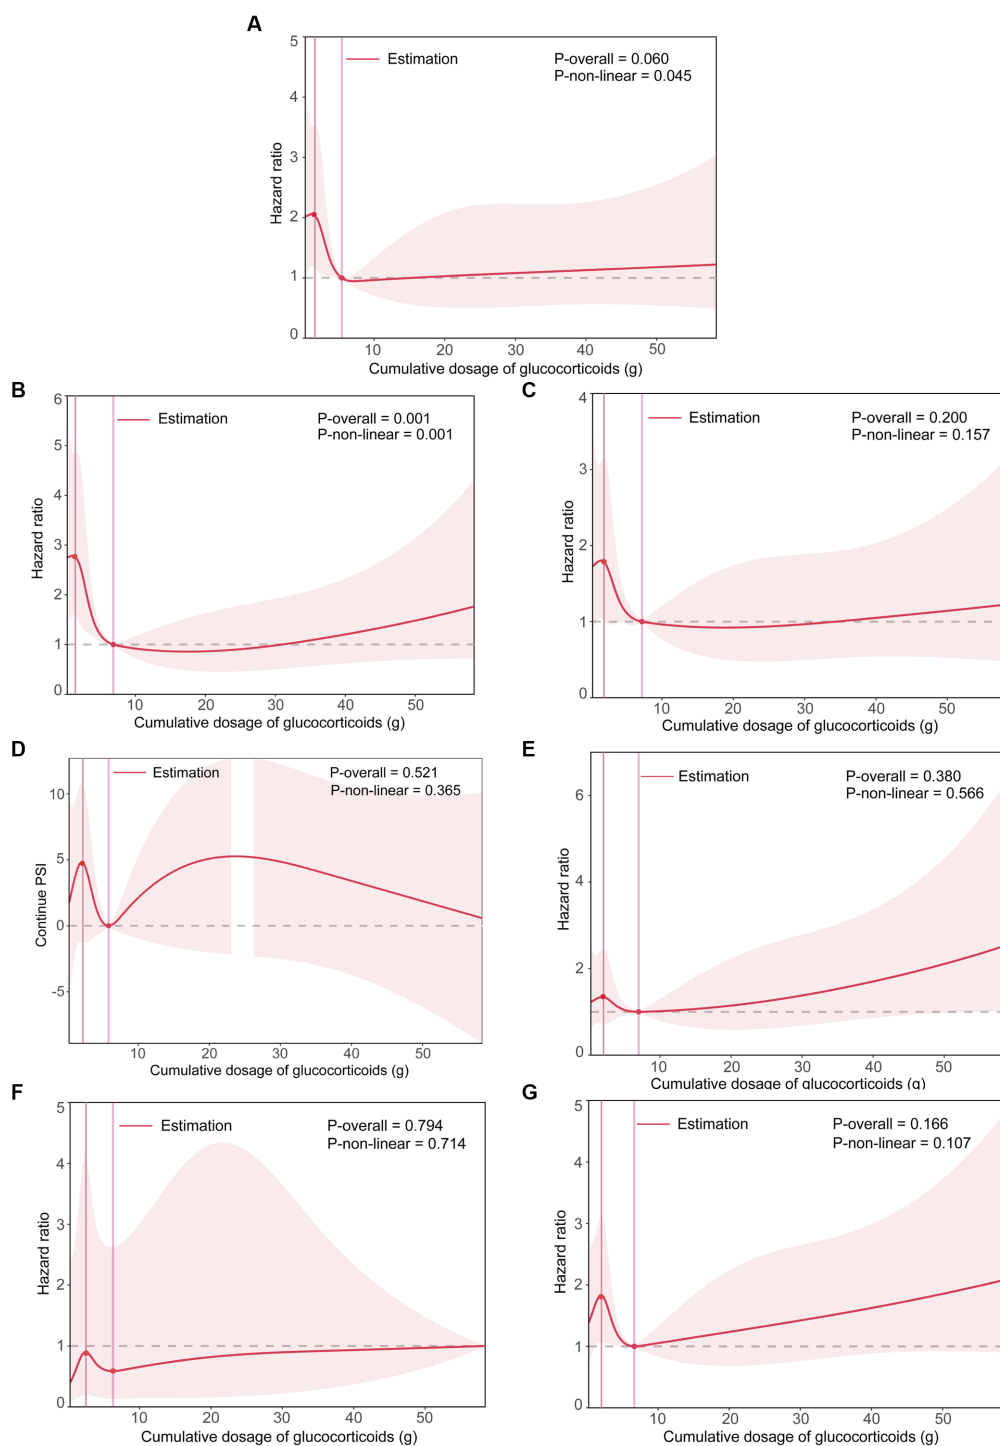 A
5
4
3
2
1
0
Hazard ratio
Estimation
P-overall = 0.060
P-non-linear = 0.045
10 20 30 40 50
Cumulative dosage of glucocorticoids (g)
B
6
5
4
3
2
1
0
Hazard ratio
Estimation
P-overall = 0.001
P-non-linear = 0.001
10 20 30 40 50
Cumulative dosage of glucocorticoids (g)
C
4
3
2
1
0
Hazard ratio
Estimation
P-overall = 0.200
P-non-linear = 0.157
10 20 30 40 50
Cumulative dosage of glucocorticoids (g)
D
10
5
0
-5
Continue PSI
Estimation
P-overall = 0.521
P-non-linear = 0.365
10 20 30 40 50
Cumulative dosage of glucocorticoids (g)
E
6
4
2
0
Hazard ratio
Estimation
P-overall = 0.380
P-non-linear = 0.566
10 20 30 40 50
Cumulative dosage of glucocorticoids (g)
F
5
4
3
2
1
0
Hazard ratio
Estimation
P-overall = 0.794
P-non-linear = 0.714
10 20 30 40 50
Cumulative dosage of glucocorticoids (g)
G
5
4
3
2
1
0
Hazard ratio
Estimation
P-overall = 0.166
P-non-linear = 0.107
10 20 30 40 50
Cumulative dosage of glucocorticoids (g)